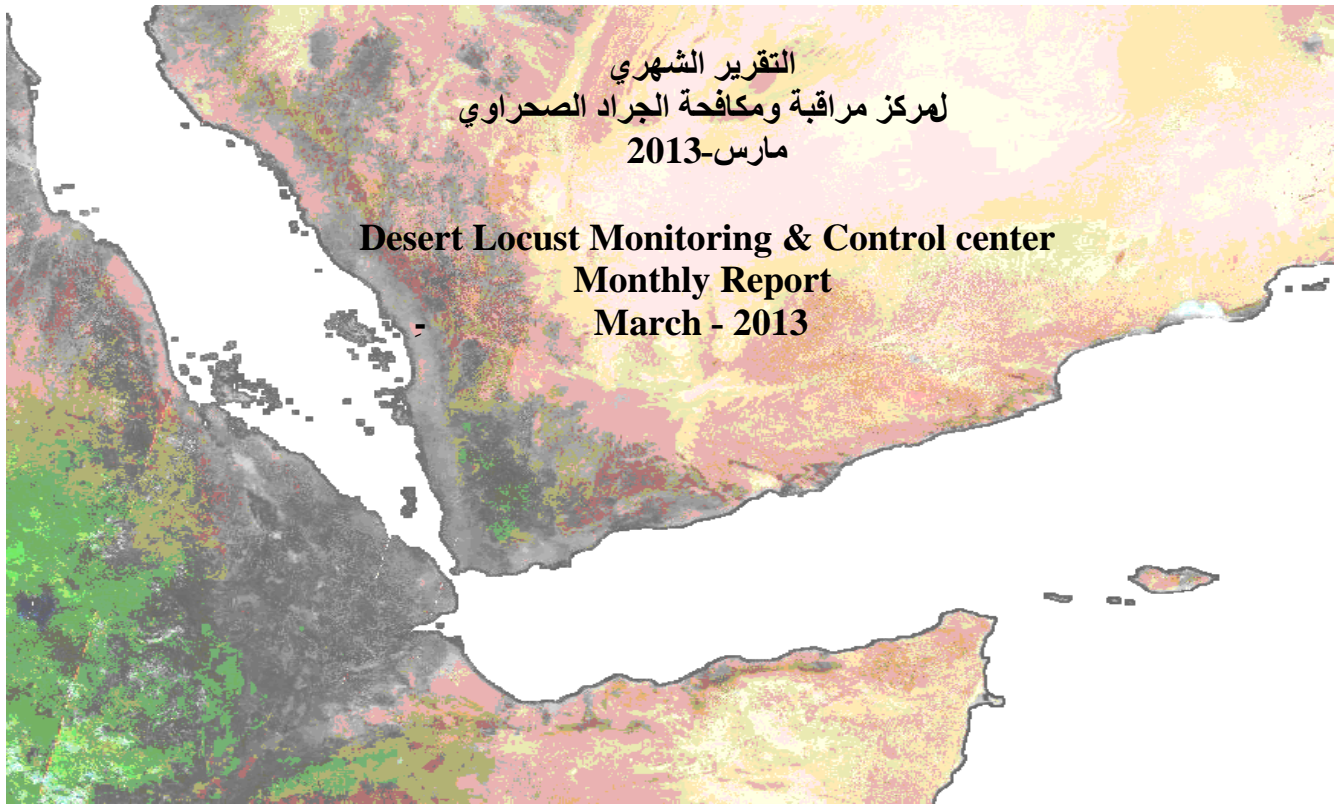 التقرير الشهري
لمركز مراقبة ومكافحة الجراد الصحراوي
مارس-2013
Desert Locust Monitoring & Control center
Monthly Report
March - 2013